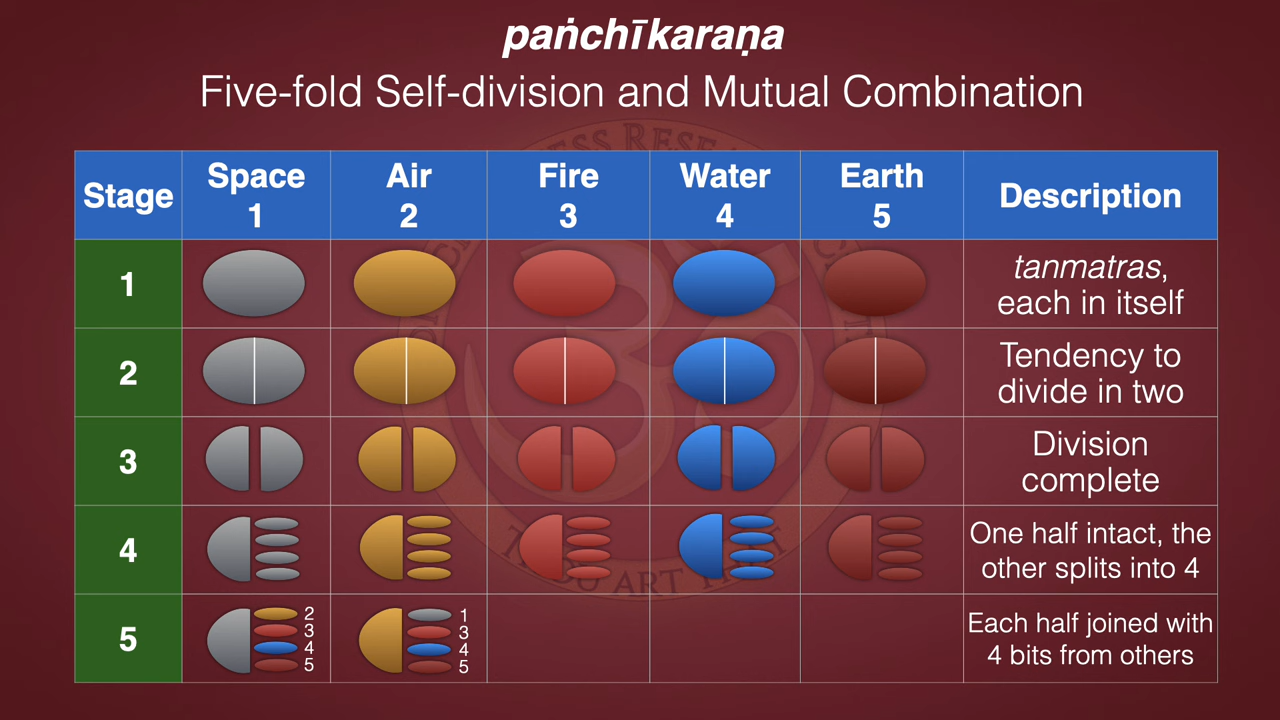 pañchīkaraṇa
Five-fold Self-division and Mutual Combination
Stage
Space
1
Air
2
Fire
3
Water
4
Earth
5
Description
1
tanmatras,
each in itself
2
Tendency to
divide in two
3
Division
complete
4
One half intact, the
other splits into 4
5
2
3
4
5
1
3
4
5
Each half joined with
4 bits from others